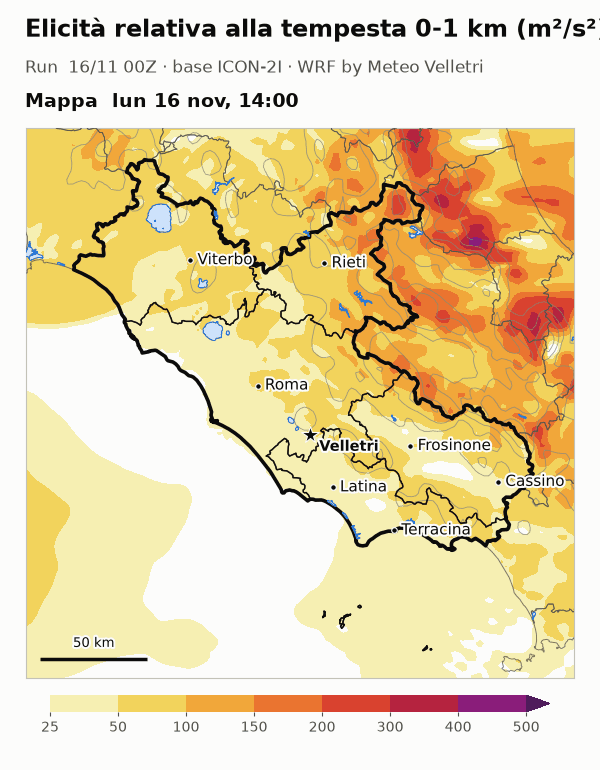 Elicità relativa alla tempesta 0-1 km (m²/s²)
Run 16/11 00Z · base ICON-2I · WRF by Meteo Velletri
Mappa lun 16 nov, 14:00
Viterbo
Rieti
Roma
Velletri
Frosinone
Latina
Cassino
Terracina
50 km
25 50 100 150 200 300 400 500